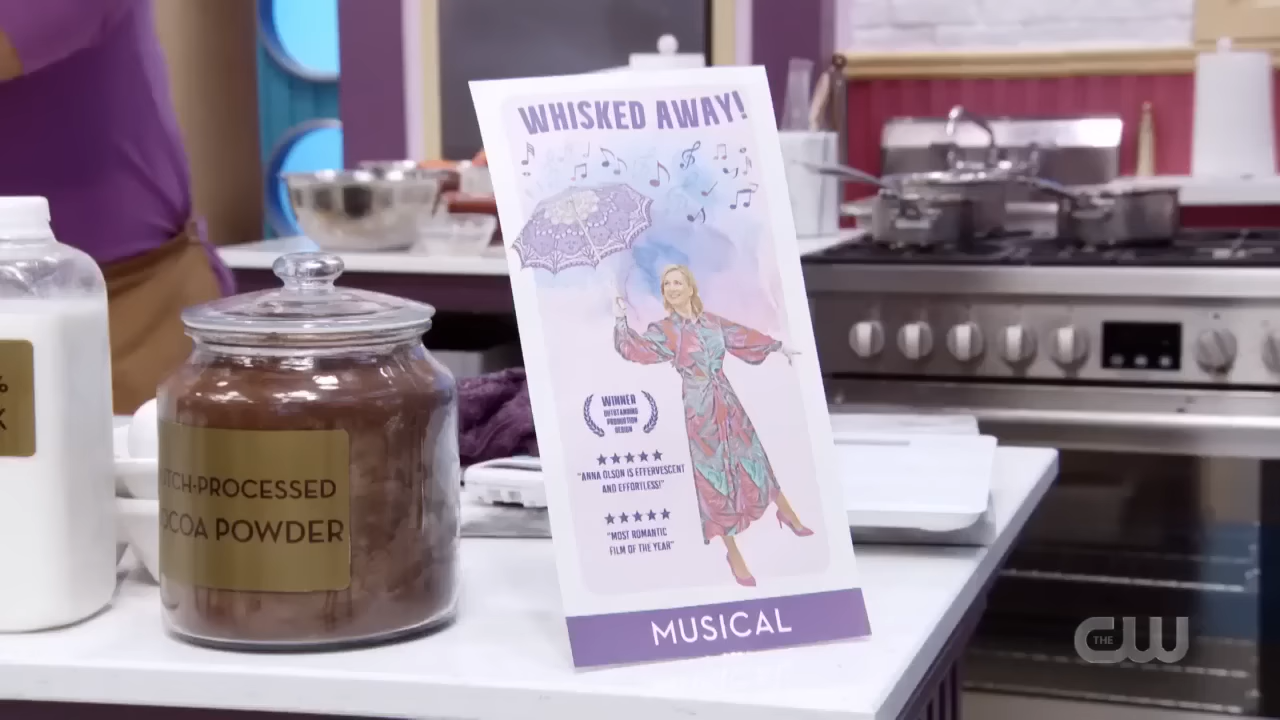 WHISKED AWAY!
WINNER
OUTSTANDING
PRODUCTION
DESIGN
"ANNA OLSON IS EFFERVESCENT
AND EFFORTLESS!"
"MOST ROMANTIC
FILM OF THE YEAR"
MUSICAL
%
K
TCH-PROCESSED
OCOA POWDER
THE CW